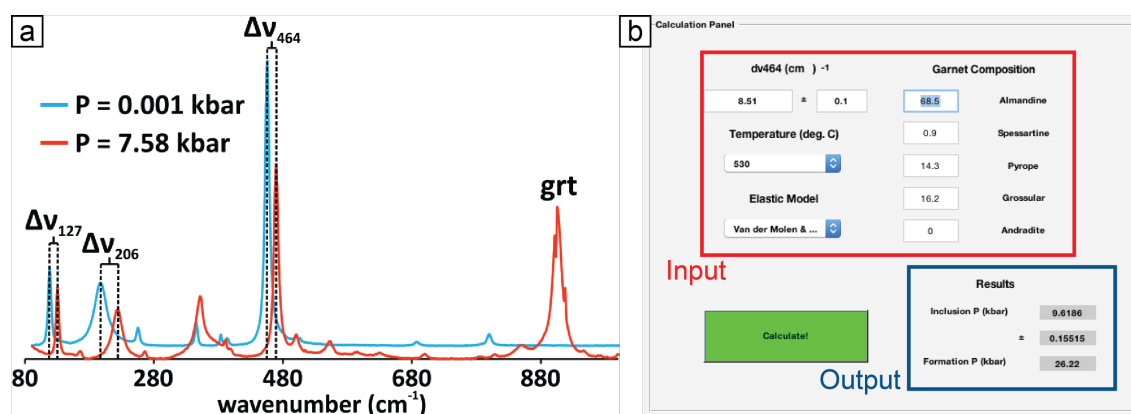 a
Δν464
P = 0.001 kbar
P = 7.58 kbar
grt
Δν127
Δν206
80 280 480 680 880
wavenumber (cm-1)
b
Calculation Panel
dv464 (cm ) -1 Garnet Composition
8.51 ± 0.1 68.5 Almandine
Temperature (deg. C) 0.9 Spessartine
530 14.3 Pyrope
Elastic Model 16.2 Grossular
Van der Molen & ... 0 Andradite
Input
Results
Inclusion P (kbar) 9.6186
Calculate! ± 0.15515
Output Formation P (kbar) 26.22